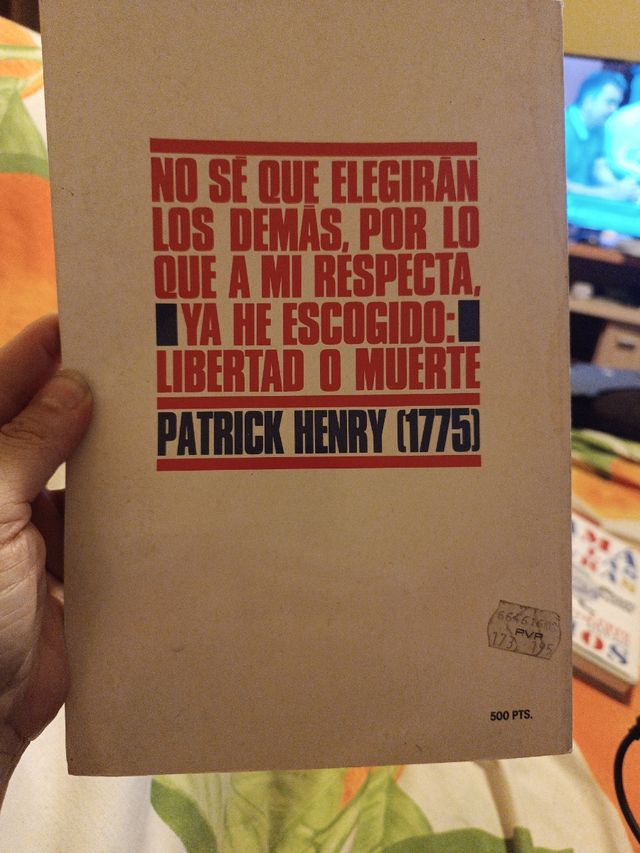 NO SÉ QUE ELEGIRÁN
LOS DEMÁS, POR LO
QUE A MI RESPECTA,
YA HE ESCOGIDO:
LIBERTAD O MUERTE
PATRICK HENRY (1775)
PVP
500 PTS.